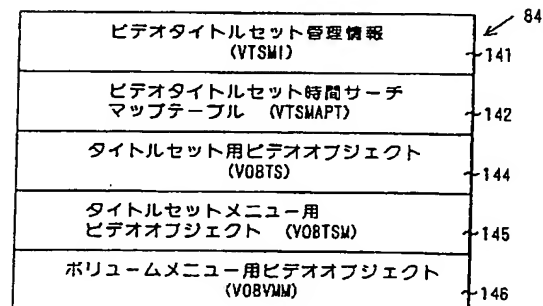 84
ビデオタイトルセット管理情報
(VTSMI)
141
ビデオタイトルセット時間サーチ
マップテーブル (VTSMAPT)
142
タイトルセット用ビデオオブジェクト
(VOBTS)
144
タイトルセットメニュー用
ビデオオブジェクト (VOBTSM)
145
ボリュームメニュー用ビデオオブジェクト
(VOBVMM)
146